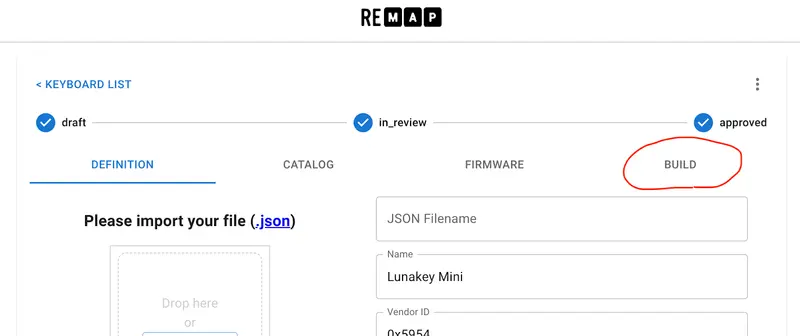 REMAP
< KEYBOARD LIST
draft
in_review
approved
DEFINITION
CATALOG
FIRMWARE
BUILD
Please import your file (.json)
JSON Filename
Name
Lunakey Mini
Drop here
or
Vendor ID
0x5954